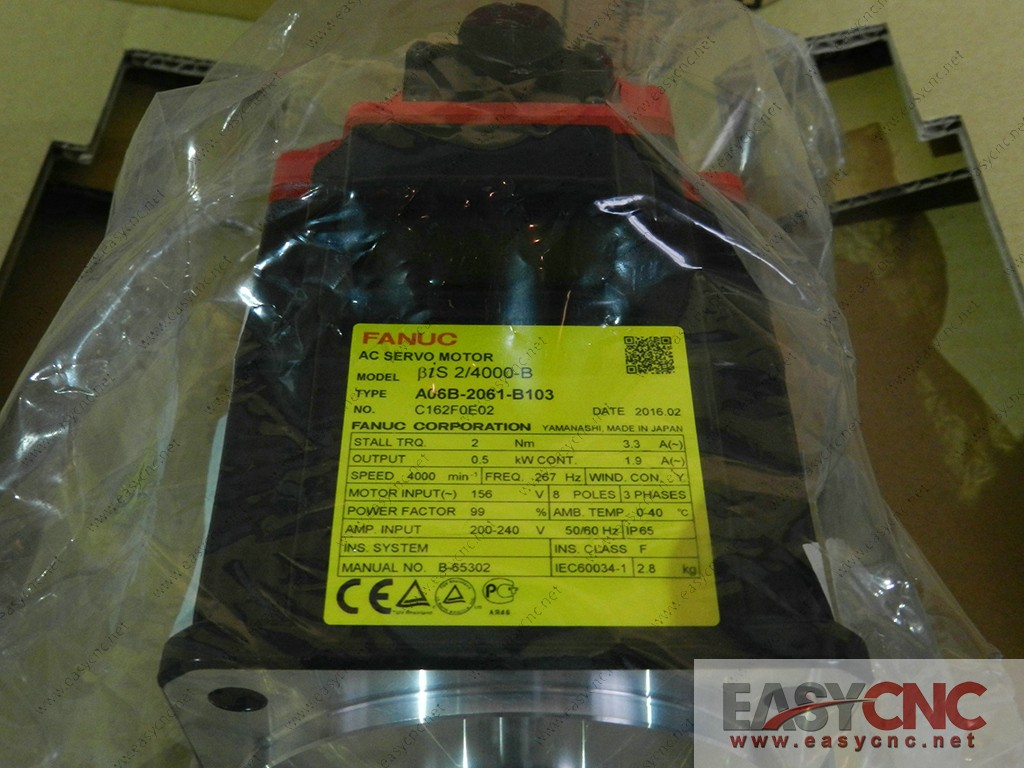 FANUC
AC SERVO MOTOR
MODEL βiS 2/4000-B
TYPE A06B-2061-B103
NO. C162F0E02 DATE 2016.02
FANUC CORPORATION YAMANASHI, MADE IN JAPAN
STALL TRQ. 2 Nm 3.3 A(~)
OUTPUT 0.5 kW CONT. 1.9 A(~)
SPEED 4000 min⁻¹ FREQ. 267 Hz WIND. CON. Y
MOTOR INPUT(~) 156 V 8 POLES 3 PHASES
POWER FACTOR 99 % AMB. TEMP. 0-40 ℃
AMP. INPUT 200-240 V 50/60 Hz IP65
INS. SYSTEM INS. CLASS F
MANUAL NO. B-65302 IEC60034-1 2.8 kg
CE
EASYCNC
www.easycnc.net